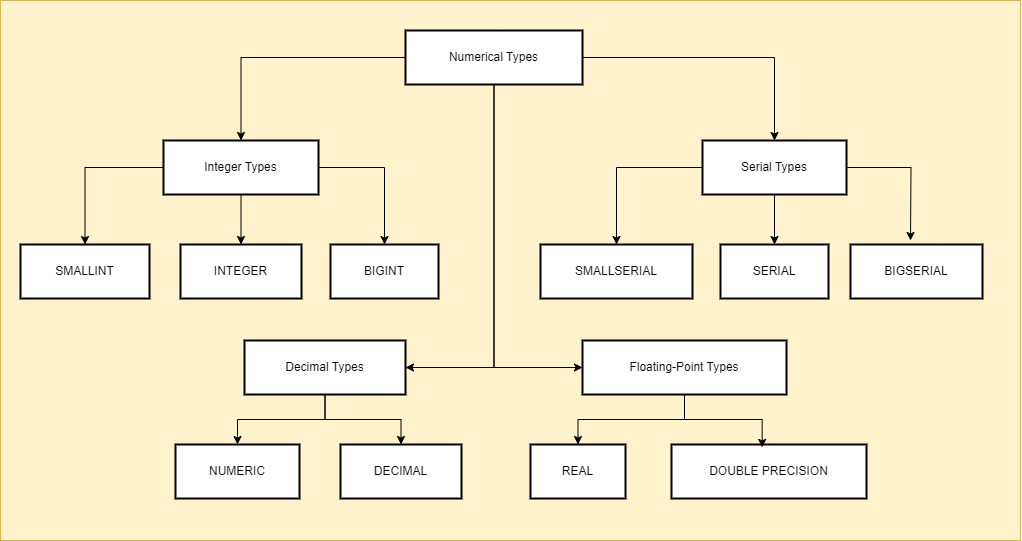 Numerical Types
Integer Types
Serial Types
SMALLINT
INTEGER
BIGINT
SMALLSERIAL
SERIAL
BIGSERIAL
Decimal Types
Floating-Point Types
NUMERIC
DECIMAL
REAL
DOUBLE PRECISION